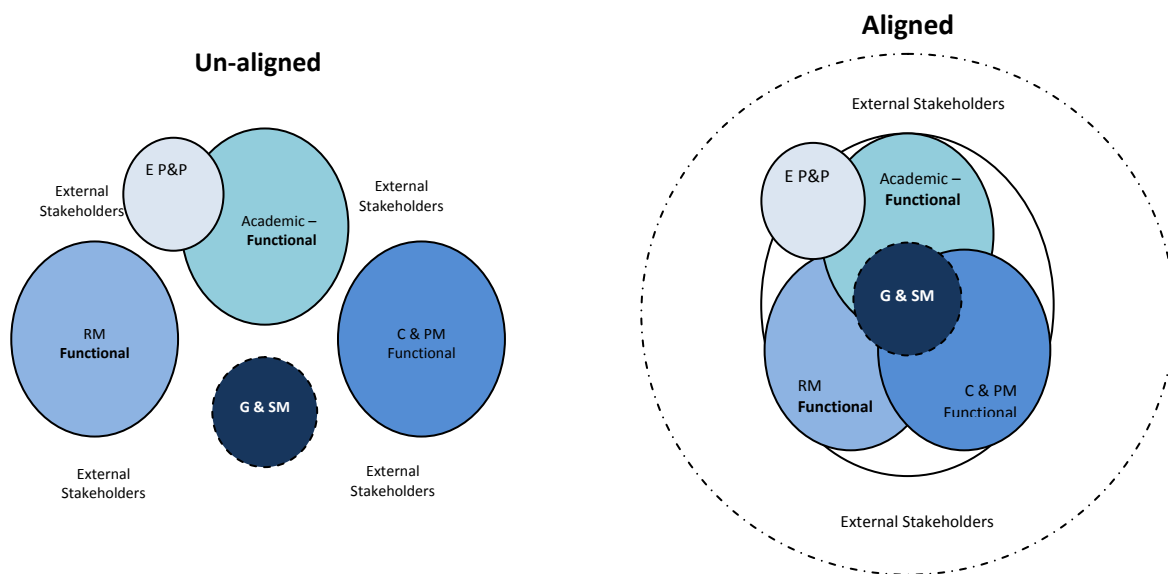 Un-aligned
E P&P
External
Stakeholders
External
Stakeholders
Academic –
Functional
RM
Functional
C & PM
Functional
G & SM
External
Stakeholders
External
Stakeholders
Aligned
External Stakeholders
E P&P
Academic –
Functional
G & SM
RM
Functional
C & PM
Functional
External Stakeholders